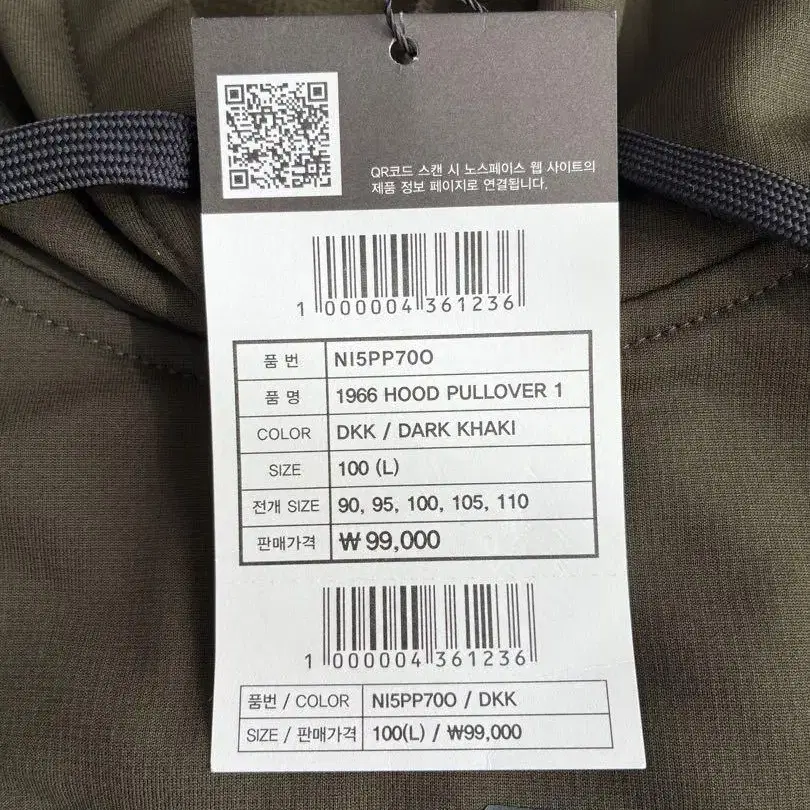 QR코드 스캔 시 노스페이스 웹 사이트의
제품 정보 페이지로 연결됩니다.
1 000004 361236
품 번 NI5PP70O
품 명 1966 HOOD PULLOVER 1
COLOR DKK / DARK KHAKI
SIZE 100 (L)
전개 SIZE 90, 95, 100, 105, 110
판매가격 ₩ 99,000
1 000004 361236
품번 / COLOR NI5PP70O / DKK
SIZE / 판매가격 100(L) / ₩99,000